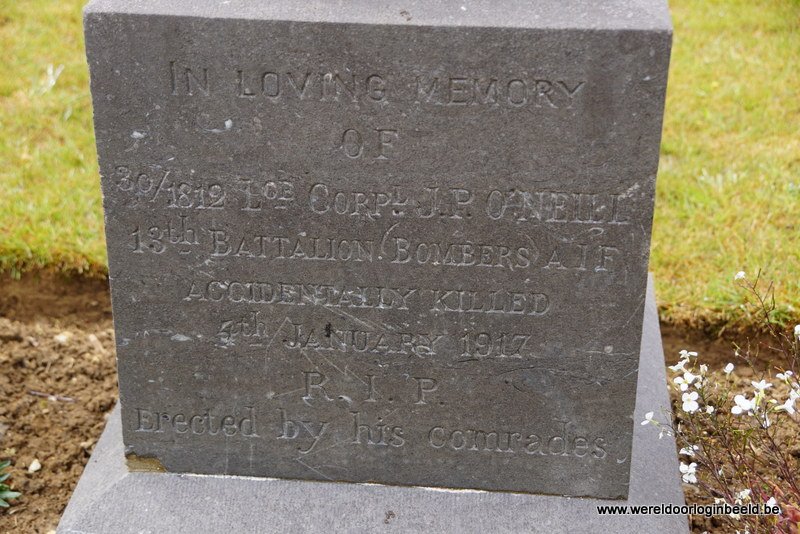 IN LOVING MEMORY
OF
30/1812 LCE CORPL J.P. O'NEILL
13th BATTALION (BOMBERS A I F
ACCIDENTALLY KILLED
4th JANUARY 1917
R.I.P.
Erected by his comrades
www.wereldoorloginbeeld.be